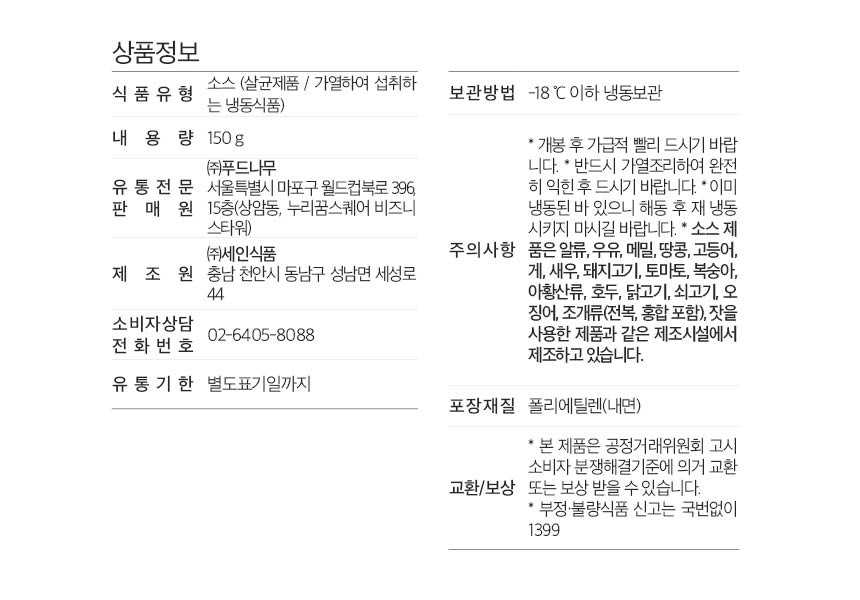 상품정보
식품유형 소스 (살균제품 / 가열하여 섭취하
는 냉동식품)
내용량 150 g
유통전문
판매원
㈜푸드나무
서울특별시 마포구 월드컵북로 396,
15층(상암동, 누리꿈스퀘어 비즈니
스타워)
제조원
㈜세인식품
충남 천안시 동남구 성남면 세성로
44
소비자상담
전화번호
02-6405-8088
유통기한 별도표기일까지
보관방법 -18 ℃ 이하 냉동보관
주의사항
* 개봉 후 가급적 빨리 드시기 바랍
니다. * 반드시 가열조리하여 완전
히 익힌 후 드시기 바랍니다. * 이미
냉동된 바 있으니 해동 후 재 냉동
시키지 마시길 바랍니다. * 소스 제
품은 알류, 우유, 메밀, 땅콩, 고등어,
게, 새우, 돼지고기, 토마토, 복숭아,
아황산류, 호두, 닭고기, 쇠고기, 오
징어, 조개류(전복, 홍합 포함), 잣을
사용한 제품과 같은 제조시설에서
제조하고 있습니다.
포장재질 폴리에틸렌(내면)
교환/보상
* 본 제품은 공정거래위원회 고시
소비자 분쟁해결기준에 의거 교환
또는 보상 받을 수 있습니다.
* 부정·불량식품 신고는 국번없이
1399